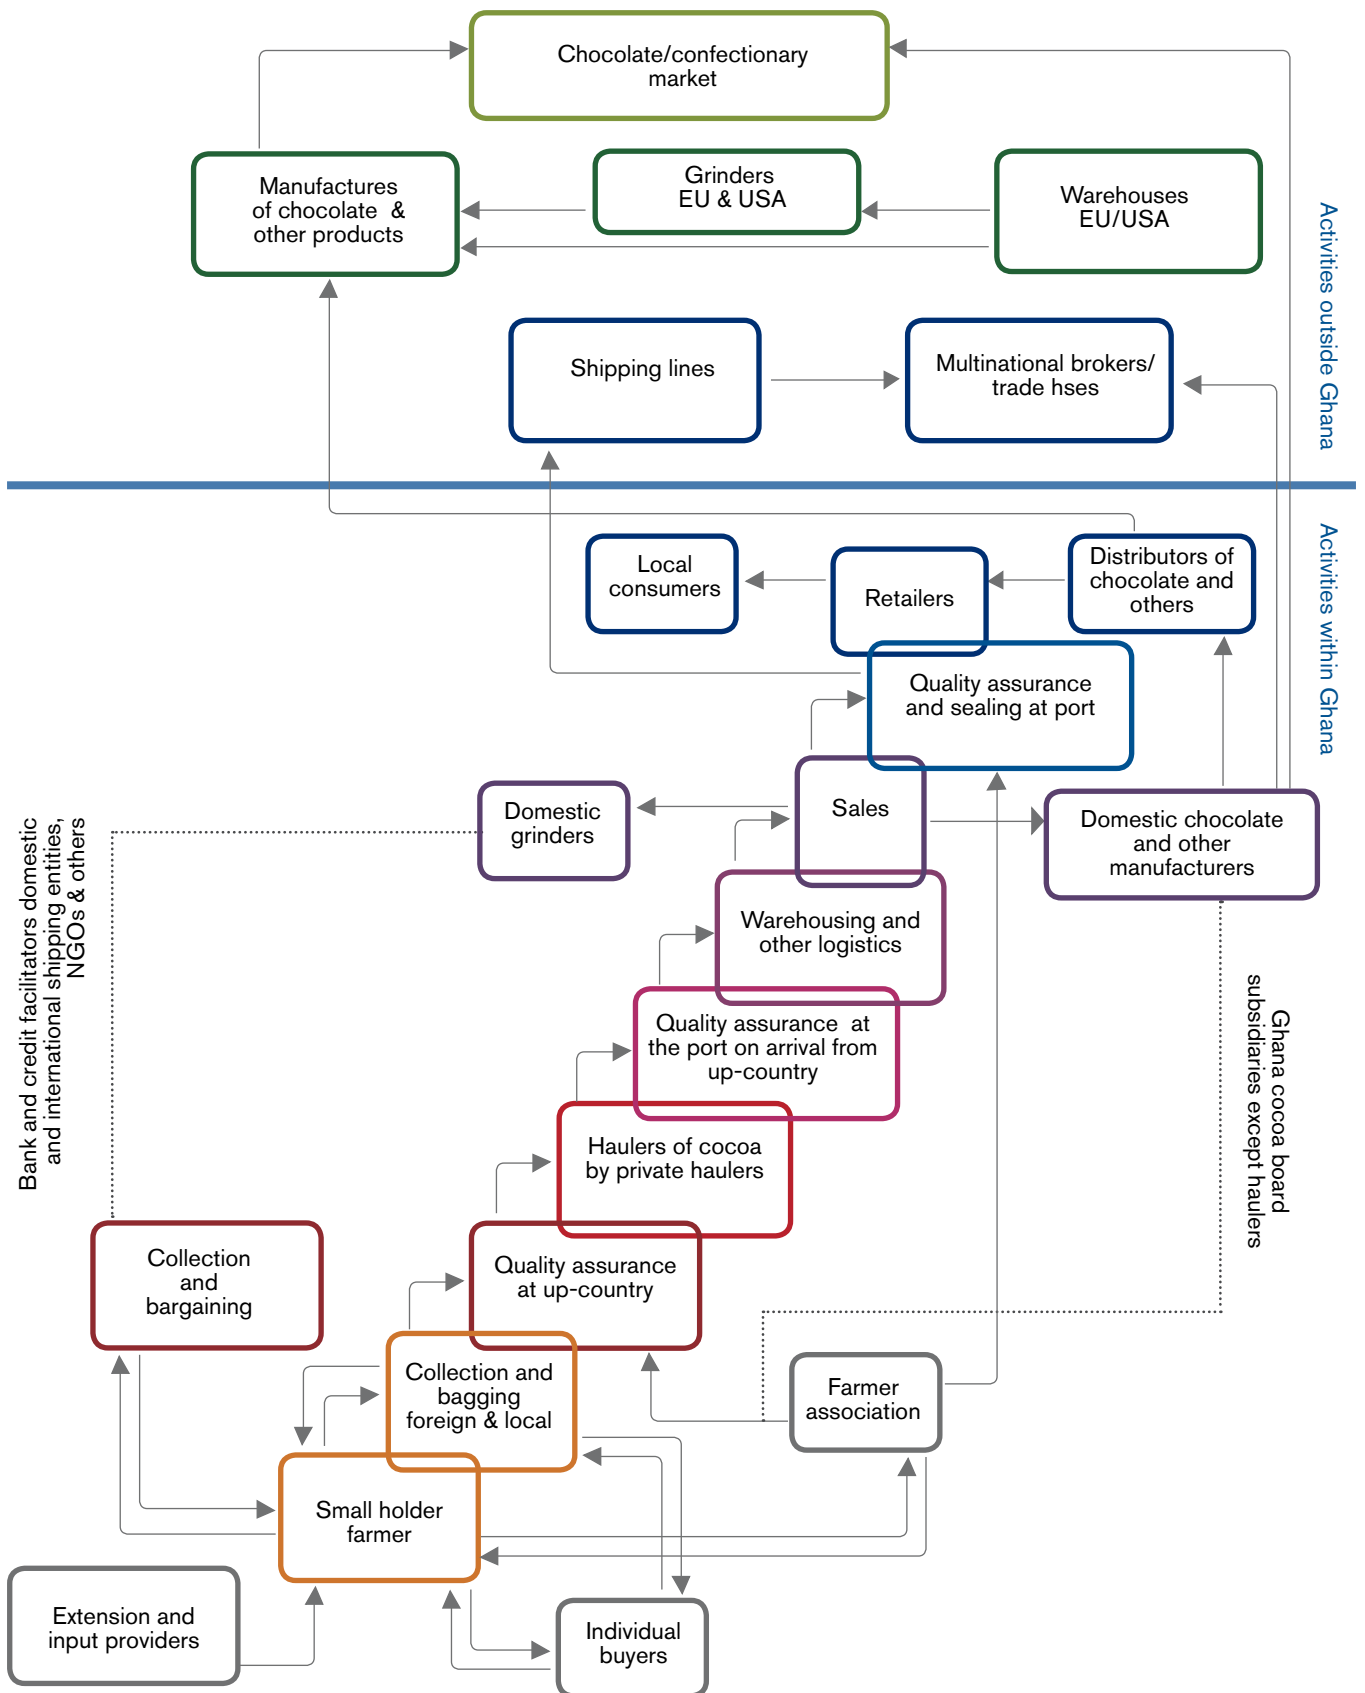 Chocolate/confectionary
market
Manufactures
of chocolate &
other products
Grinders
EU & USA
Warehouses
EU/USA
Activities outside Ghana
Shipping lines
Multinational brokers/
trade hses
Activities within Ghana
Local
consumers
Retailers
Distributors of
chocolate and
others
Quality assurance
and sealing at port
Domestic
grinders
Sales
Domestic chocolate
and other
manufacturers
Bank and credit facilitators domestic
and international shipping entities,
NGOs & others
Warehousing and
other logistics
Quality assurance at
the port on arrival from
up-country
Ghana cocoa board
subsidiaries except haulers
Haulers of cocoa
by private haulers
Collection
and
bargaining
Quality assurance
at up-country
Collection and
bagging
foreign & local
Farmer
association
Small holder
farmer
Extension and
input providers
Individual
buyers